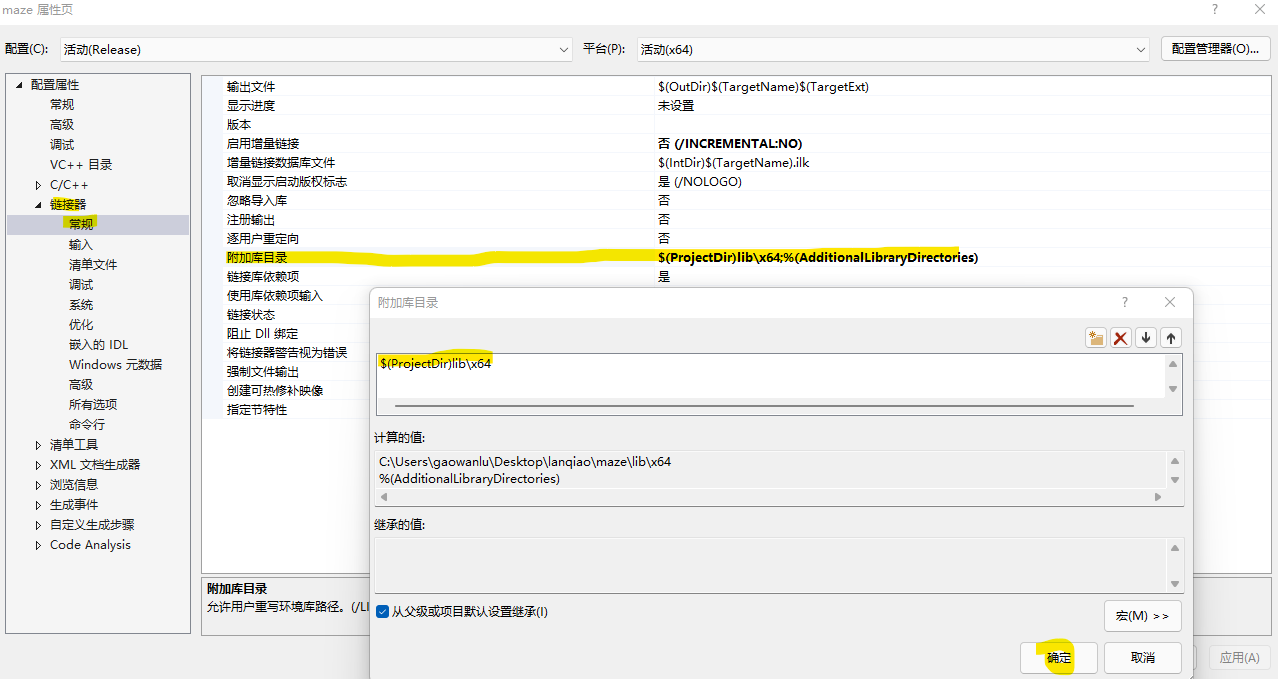 maze 属性页
配置(C): 活动(Release) 平台(P): 活动(x64) 配置管理器(O)...
配置属性
常规
高级
调试
VC++ 目录
C/C++
链接器
常规
输入
清单文件
调试
系统
优化
嵌入的 IDL
Windows 元数据
高级
所有选项
命令行
清单工具
XML 文档生成器
浏览信息
生成事件
自定义生成步骤
Code Analysis
输出文件 $(OutDir)$(TargetName)$(TargetExt)
显示进度 未设置
版本
启用增量链接 否 (/INCREMENTAL:NO)
增量链接数据库文件 $(IntDir)$(TargetName).ilk
取消显示启动版权标志 是 (/NOLOGO)
忽略导入库 否
注册输出 否
逐用户重定向 否
附加库目录 $(ProjectDir)lib\x64;%(AdditionalLibraryDirectories)
链接库依赖项 是
使用库依赖项输入
链接状态
阻止 Dll 绑定
将链接器警告视为错误
强制文件输出
创建可热修补映像
指定节特性
附加库目录
允许用户重写环境库路径。(/LI
附加库目录
$(ProjectDir)lib\x64
计算的值:
C:\Users\gaowanlu\Desktop\lanqiao\maze\lib\x64
%(AdditionalLibraryDirectories)
继承的值:
从父级或项目默认设置继承(I)
宏(M) >>
确定 取消
应用(A)